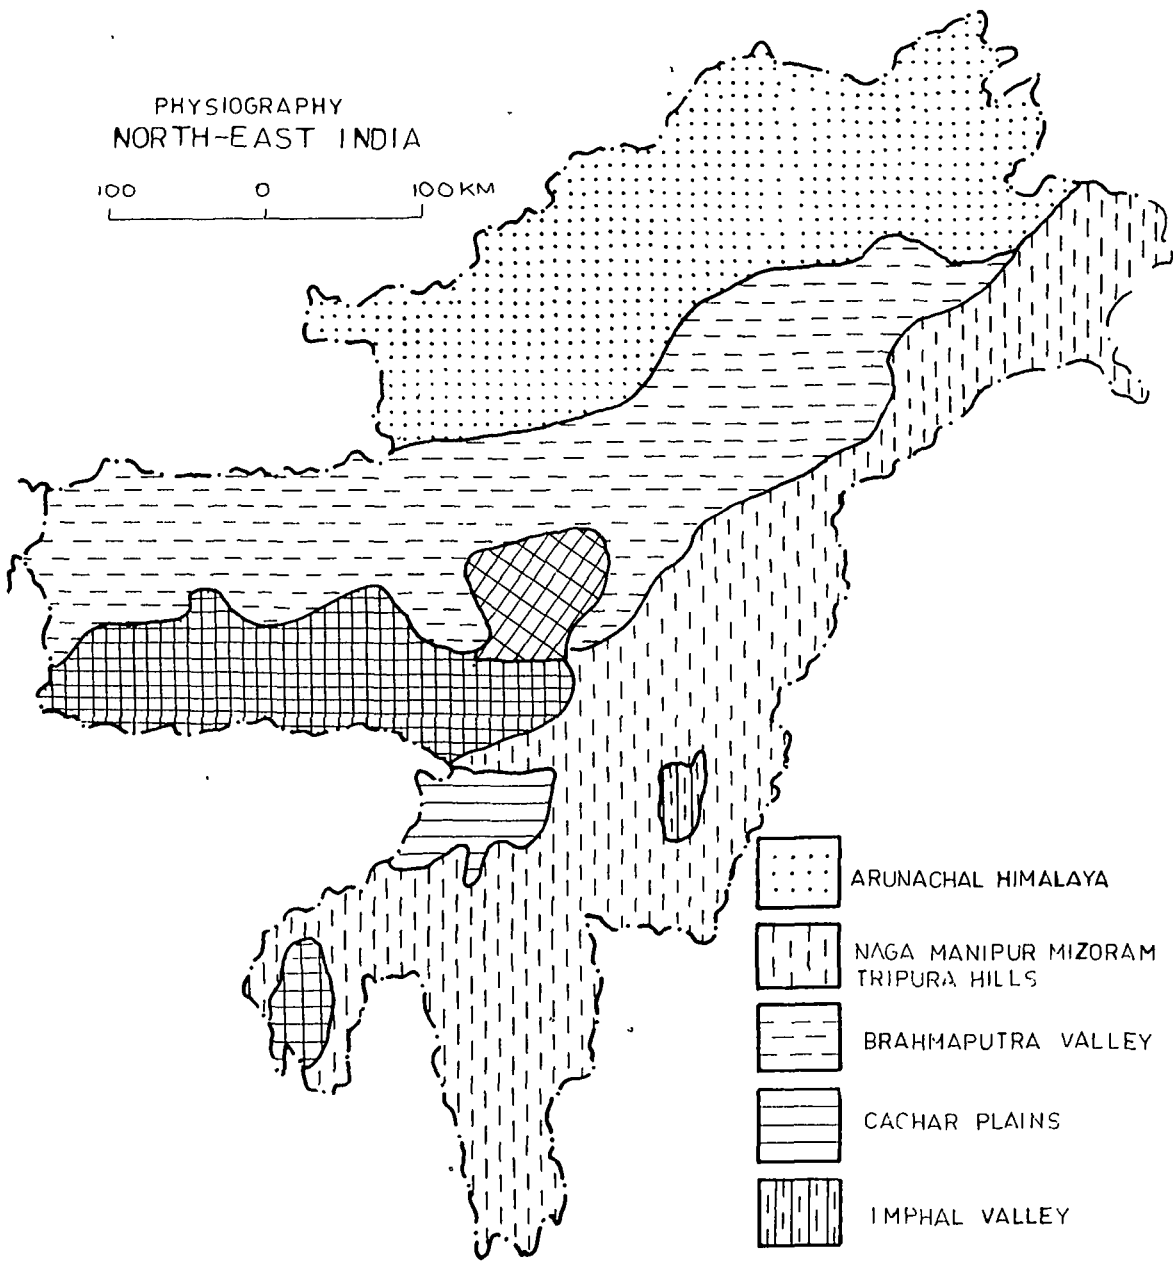 PHYSIOGRAPHY
NORTH-EAST INDIA
100 0 100 KM
ARUNACHAL HIMALAYA
NAGA MANIPUR MIZORAM
TRIPURA HILLS
BRAHMAPUTRA VALLEY
CACHAR PLAINS
IMPHAL VALLEY